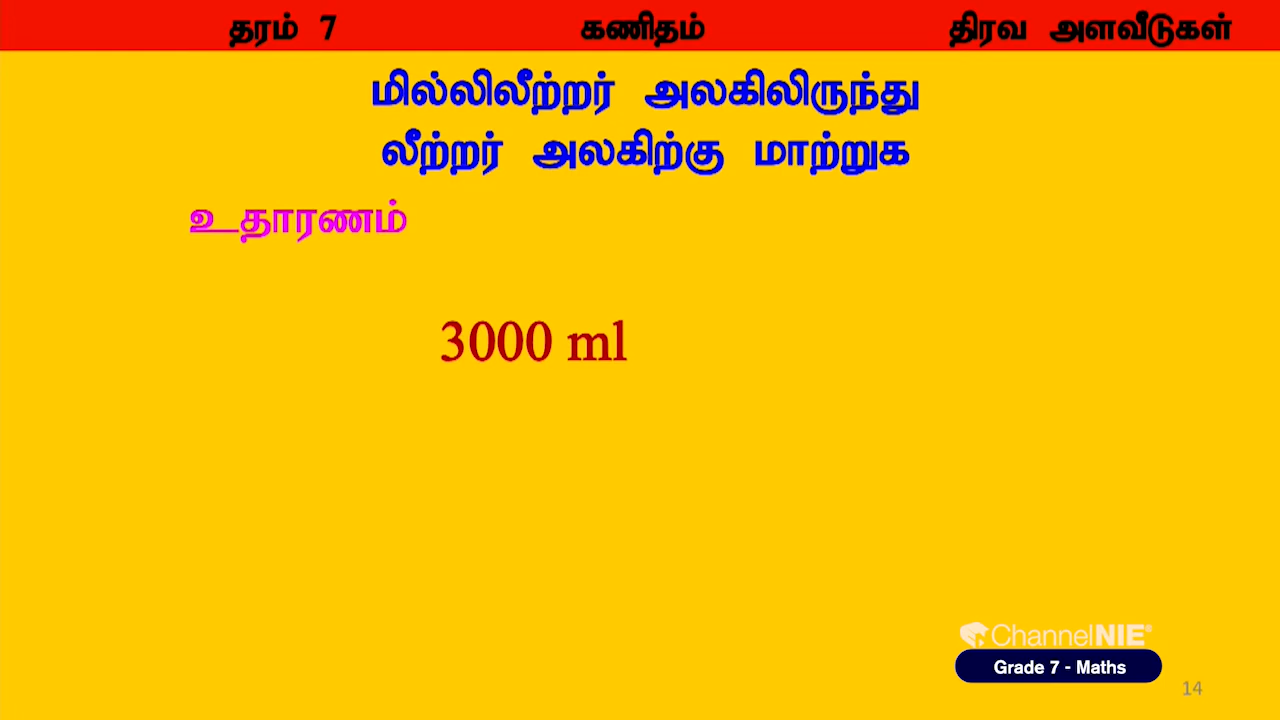 தரம் 7 கணிதம் திரவ அளவீடுகள்
மில்லிலீற்றர் அலகிலிருந்து
லீற்றர் அலகிற்கு மாற்றுக
உதாரணம்
3000 ml
ChannelNIE
Grade 7 - Maths
14